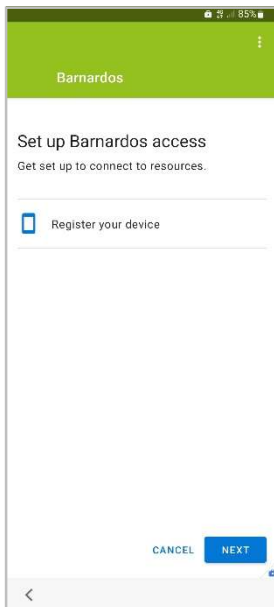 85%
Barnardos
Set up Barnardos access
Get set up to connect to resources.
Register your device
CANCEL NEXT